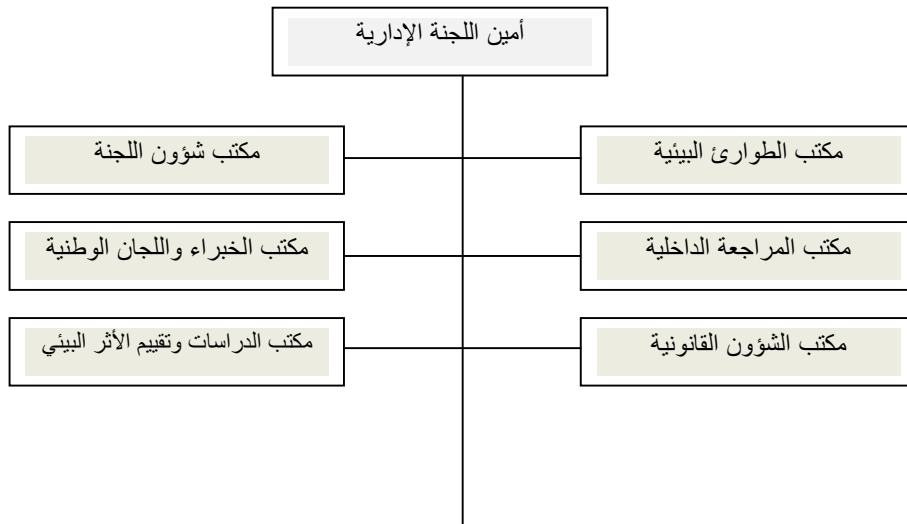 أمين اللجنة الإدارية
مكتب الطوارئ البيئية
مكتب شؤون اللجنة
مكتب المراجعة الداخلية
مكتب الخبراء واللجان الوطنية
مكتب الشؤون القانونية
مكتب الدراسات وتقييم الأثر البيئي